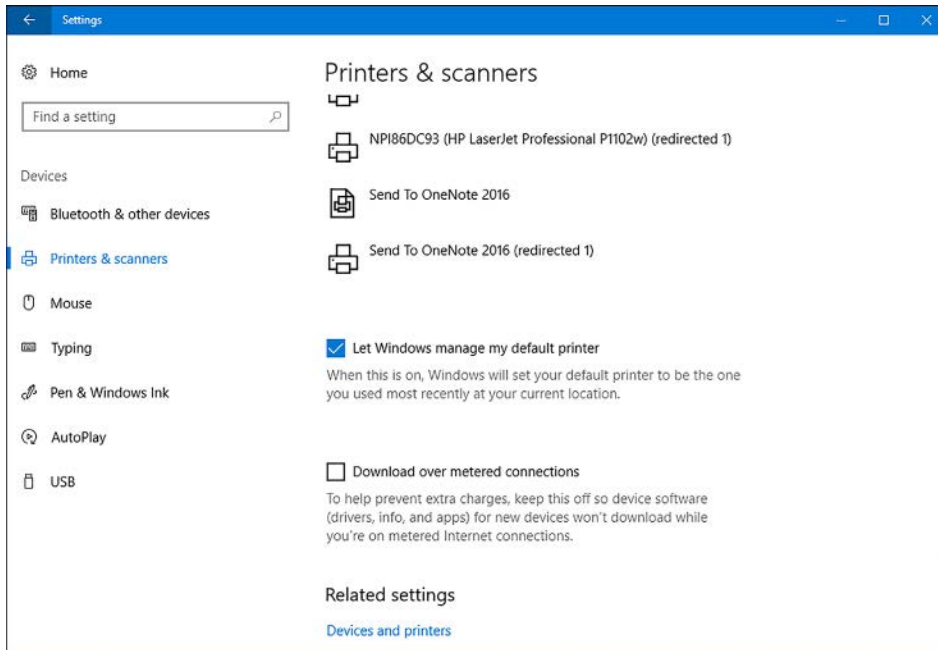 Settings
Home
Find a setting
Devices
Bluetooth & other devices
Printers & scanners
Mouse
Typing
Pen & Windows Ink
AutoPlay
USB
Printers & scanners
NPI86DC93 (HP LaserJet Professional P1102w) (redirected 1)
Send To OneNote 2016
Send To OneNote 2016 (redirected 1)
Let Windows manage my default printer
When this is on, Windows will set your default printer to be the one
you used most recently at your current location.
Download over metered connections
To help prevent extra charges, keep this off so device software
(drivers, info, and apps) for new devices won't download while
you're on metered Internet connections.
Related settings
Devices and printers